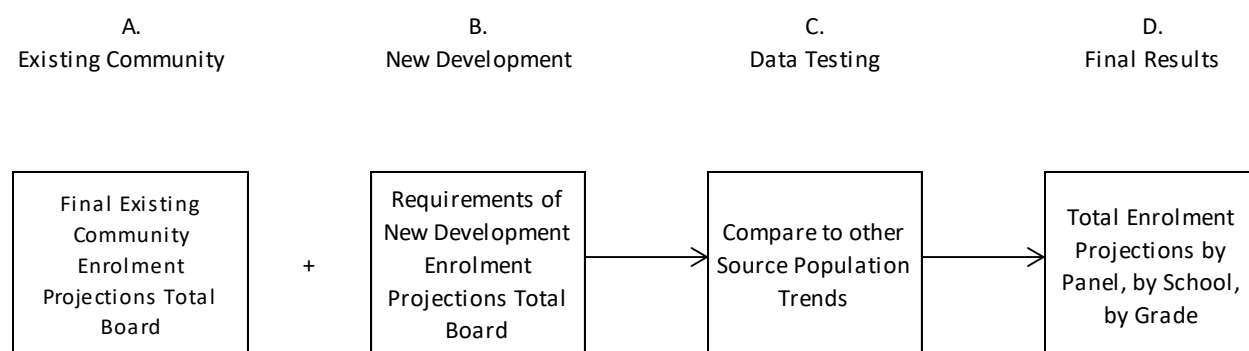 A.
Existing Community
B.
New Development
C.
Data Testing
D.
Final Results
Final Existing
Community
Enrolment
Projections Total
Board
+
Requirements of
New Development
Enrolment
Projections Total
Board
Compare to other
Source Population
Trends
Total Enrolment
Projections by
Panel, by School,
by Grade